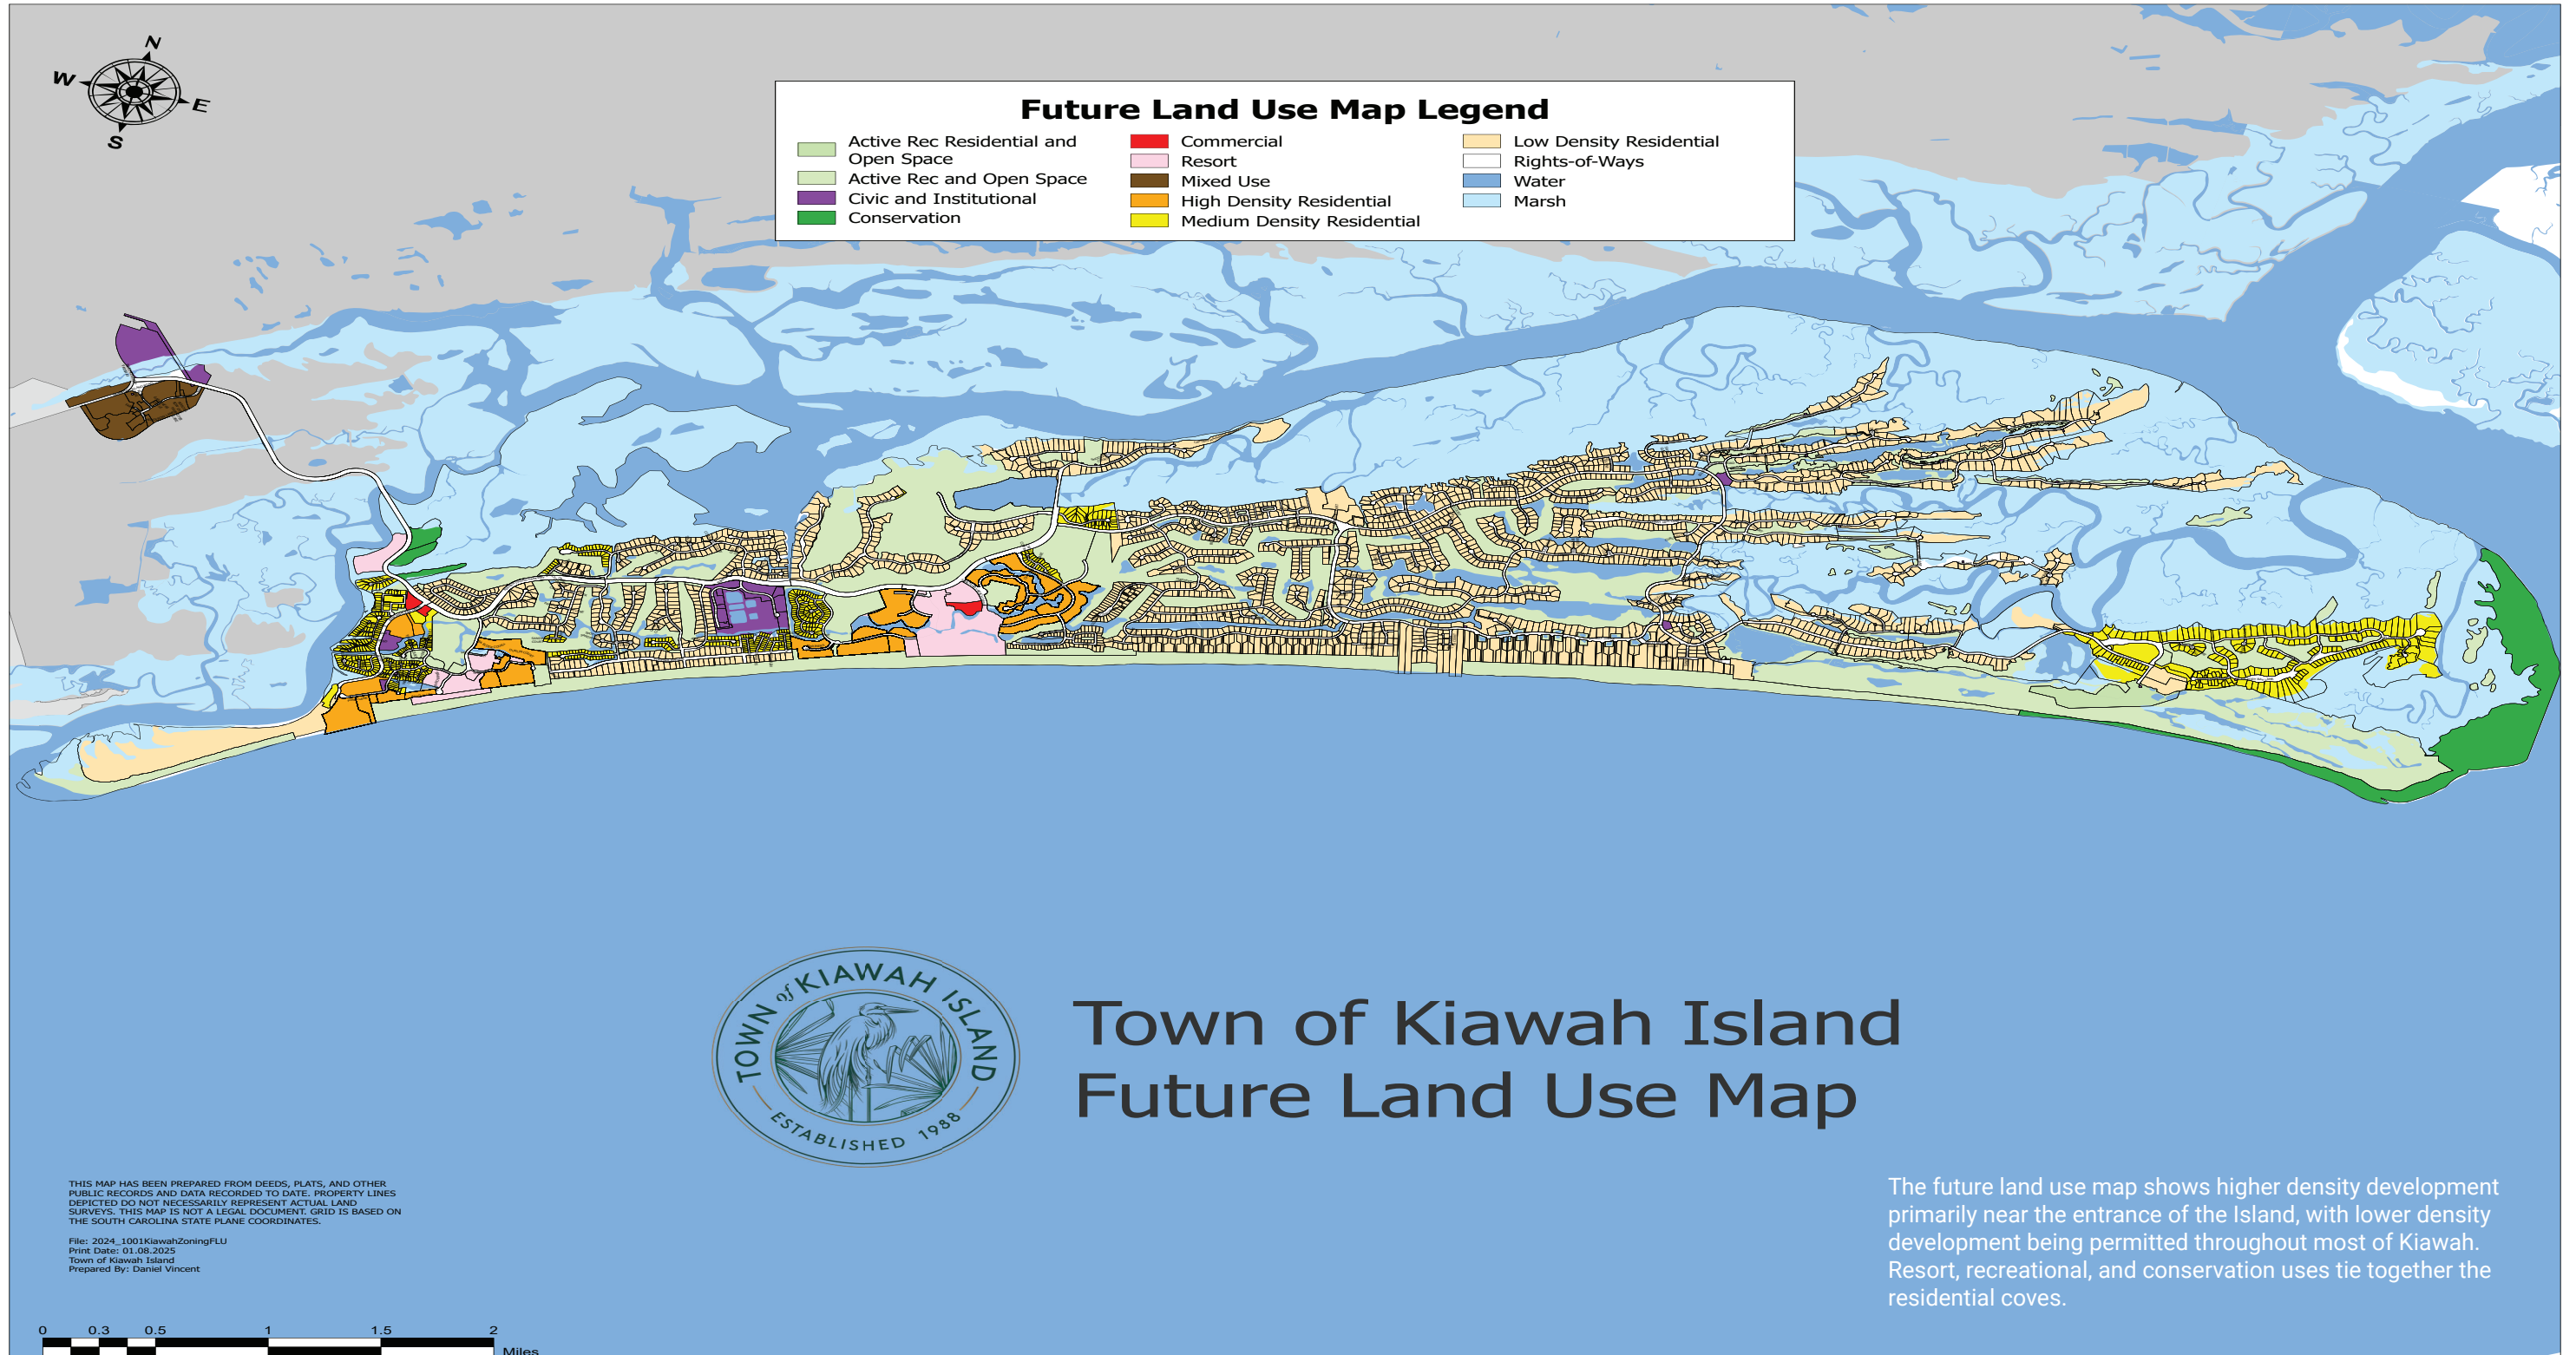 N
W
E
S
Future Land Use Map Legend
Active Rec Residential and
Open Space
Active Rec and Open Space
Civic and Institutional
Conservation
Commercial
Resort
Mixed Use
High Density Residential
Medium Density Residential
Low Density Residential
Rights-of-Ways
Water
Marsh
TOWN of KIAWAH ISLAND
ESTABLISHED 1988
Town of Kiawah Island
Future Land Use Map
THIS MAP HAS BEEN PREPARED FROM DEEDS, PLATS, AND OTHER
PUBLIC RECORDS AND DATA RECORDED TO DATE. PROPERTY LINES
DEPICTED DO NOT NECESSARILY REPRESENT ACTUAL LAND
SURVEYS. THIS MAP IS NOT A LEGAL DOCUMENT. GRID IS BASED ON
THE SOUTH CAROLINA STATE PLANE COORDINATES.
File: 2024_1001KiawahZoningFLU
Print Date: 01.08.2025
Town of Kiawah Island
Prepared By: Daniel Vincent
The future land use map shows higher density development
primarily near the entrance of the Island, with lower density
development being permitted throughout most of Kiawah.
Resort, recreational, and conservation uses tie together the
residential coves.
0 0.3 0.5 1 1.5 2
Miles